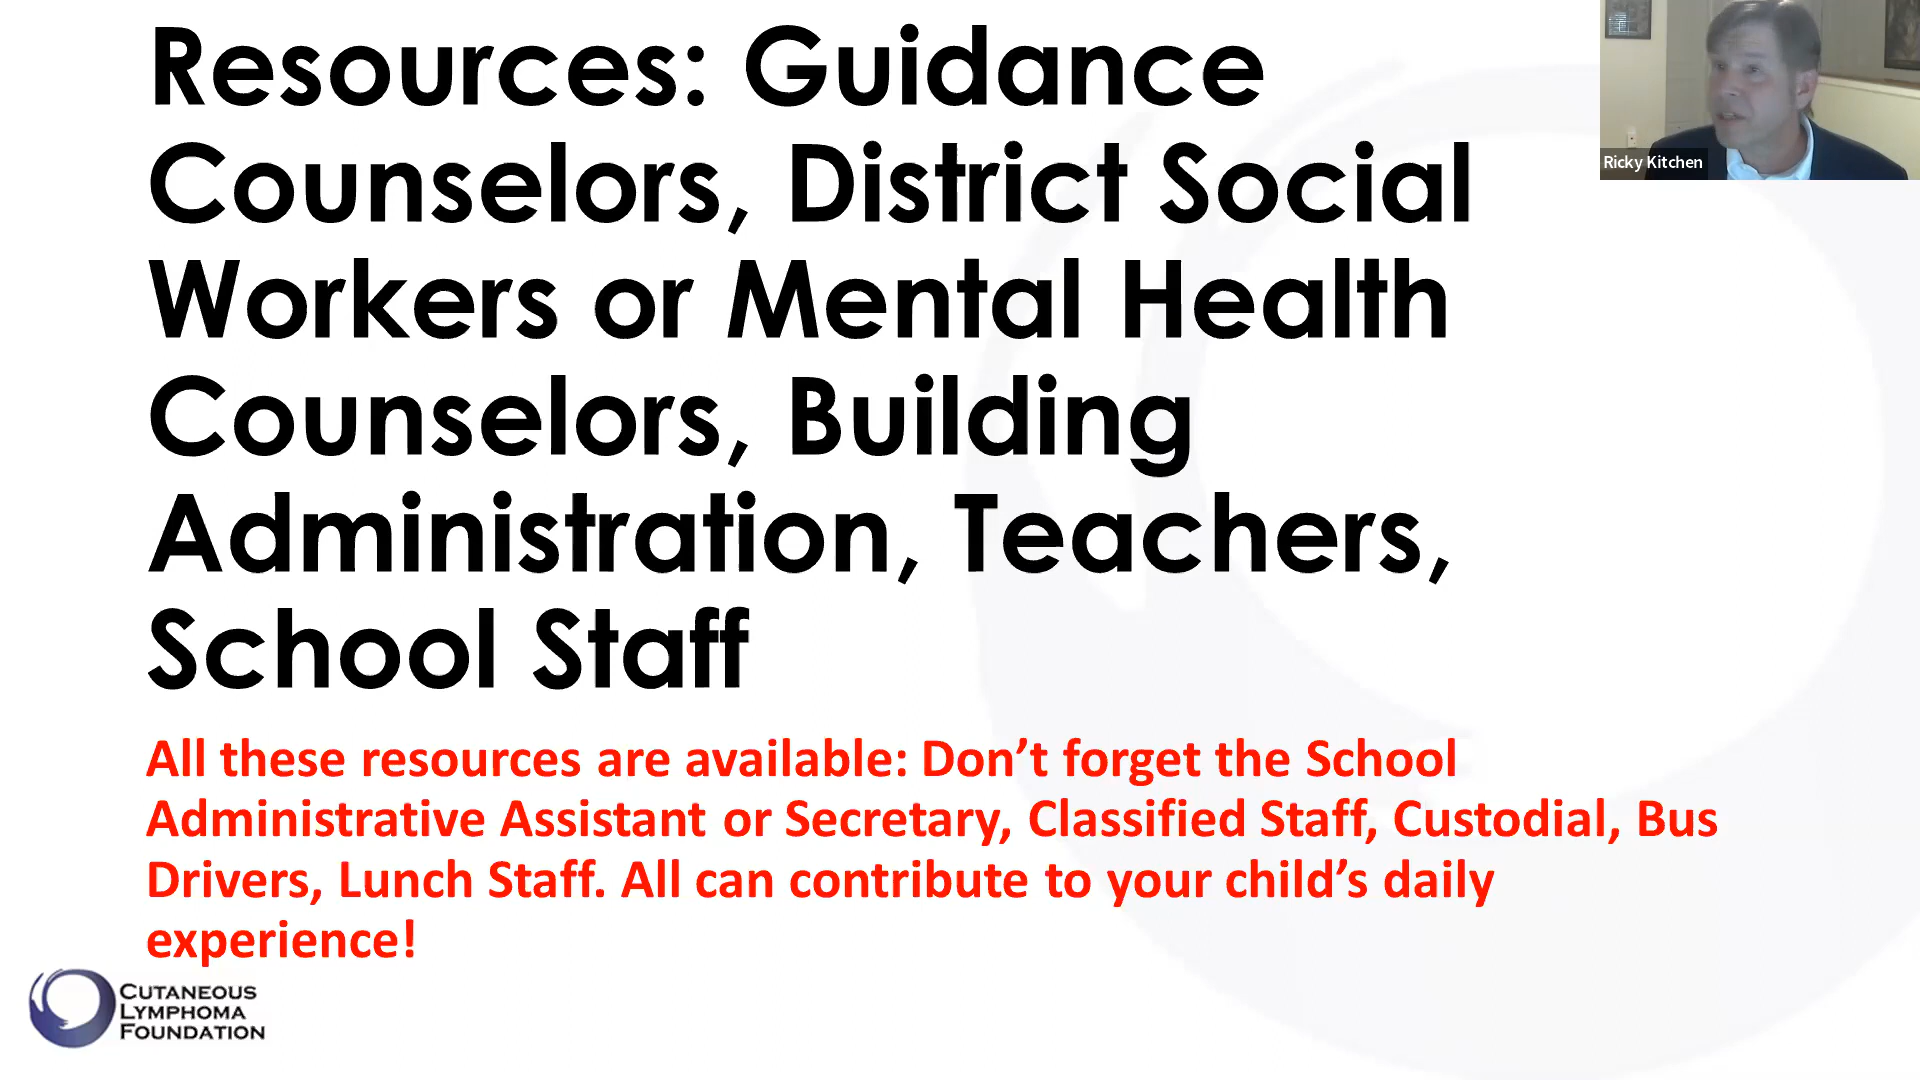 Resources: Guidance
Counselors, District Social
Workers or Mental Health
Counselors, Building
Administration, Teachers,
School Staff
All these resources are available: Don’t forget the School
Administrative Assistant or Secretary, Classified Staff, Custodial, Bus
Drivers, Lunch Staff. All can contribute to your child’s daily
experience!
Ricky Kitchen
CUTANEOUS
LYMPHOMA
FOUNDATION